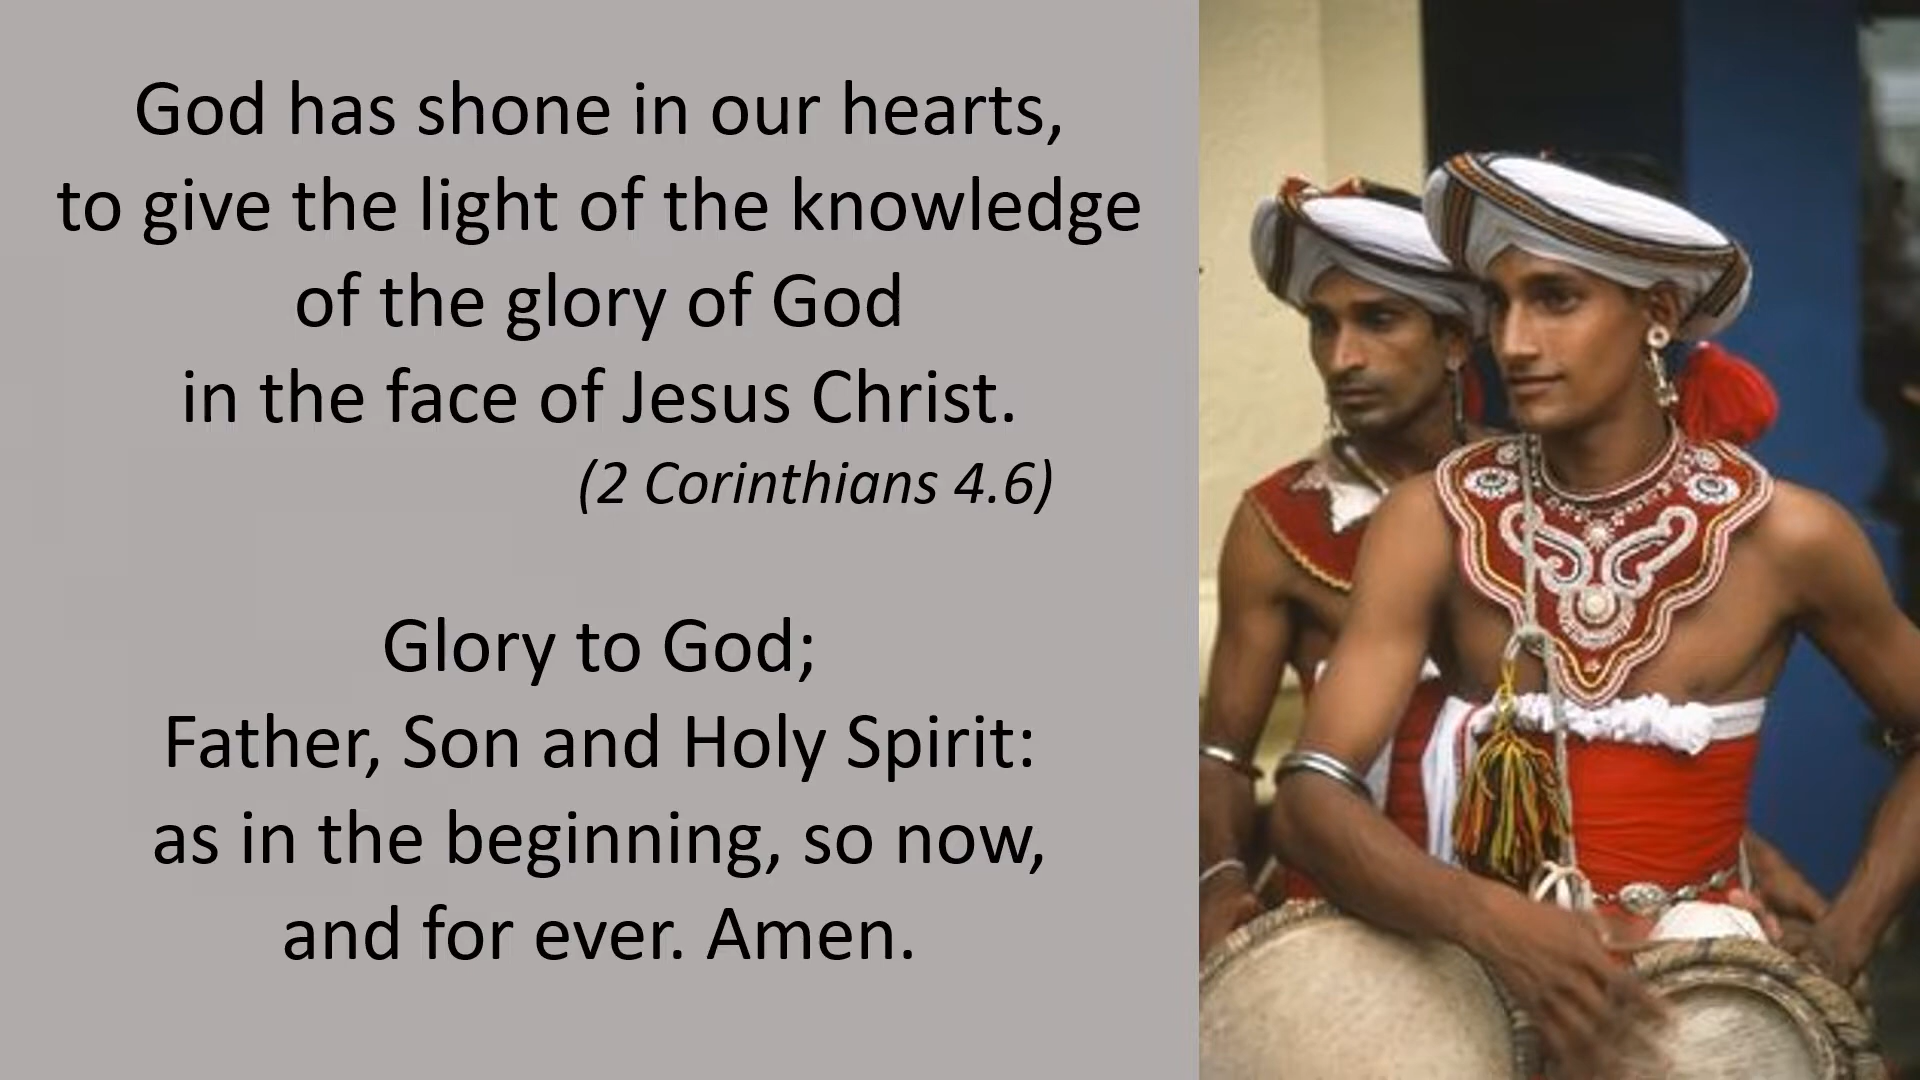 God has shone in our hearts,
to give the light of the knowledge
of the glory of God
in the face of Jesus Christ.
(2 Corinthians 4.6)
Glory to God;
Father, Son and Holy Spirit:
as in the beginning, so now,
and for ever. Amen.